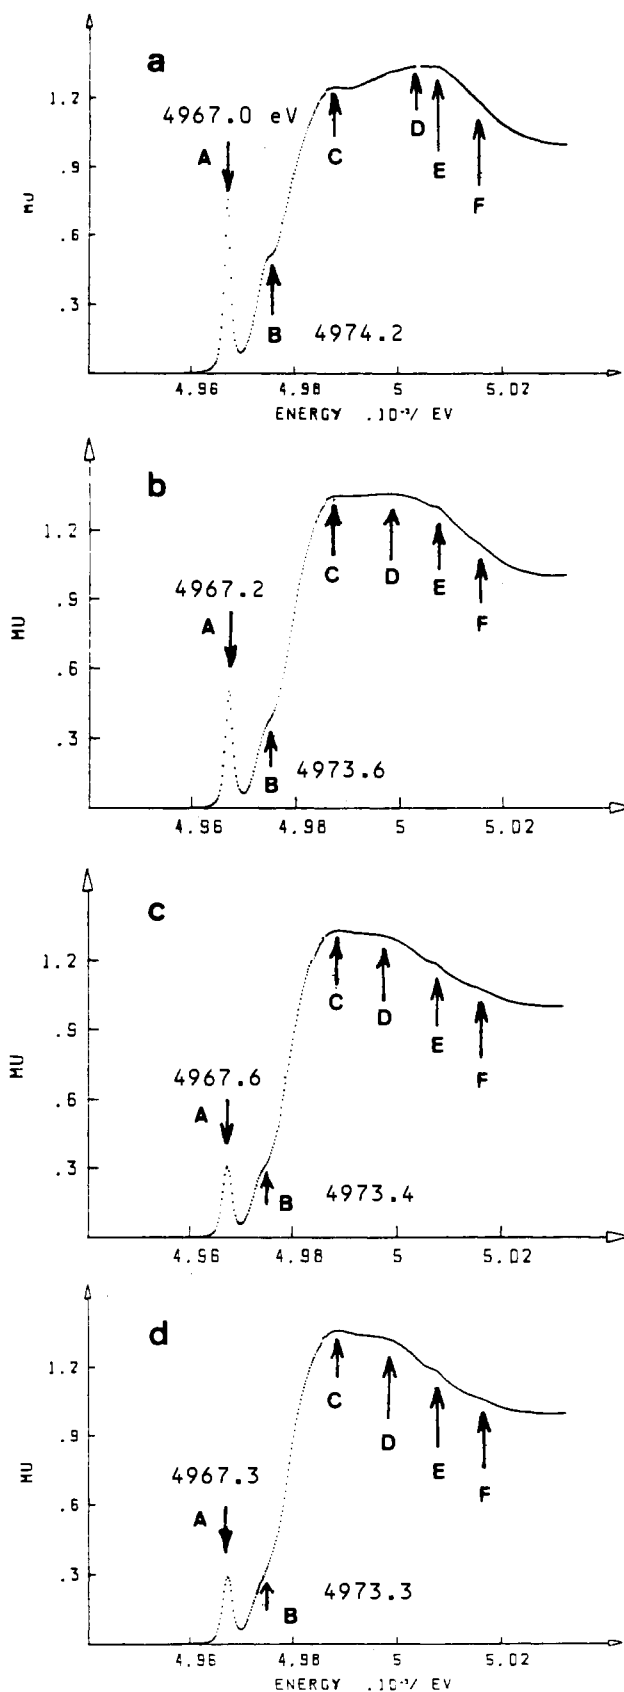 a
4967.0 eV
A
C
D
E
F
B
4974.2
MU
1.2
.9
.6
.3
4.96
4.98
5
5.02
ENERGY .10⁻³/ EV
b
4967.2
A
C
D
E
F
B
4973.6
MU
1.2
.9
.6
.3
4.96
4.98
5
5.02
c
4967.6
A
C
D
E
F
B
4973.4
MU
1.2
.9
.6
.3
4.96
4.98
5
5.02
d
4967.3
A
C
D
E
F
B
4973.3
MU
1.2
.9
.6
.3
4.96
4.98
5
5.02
ENERGY .10⁻³/ EV